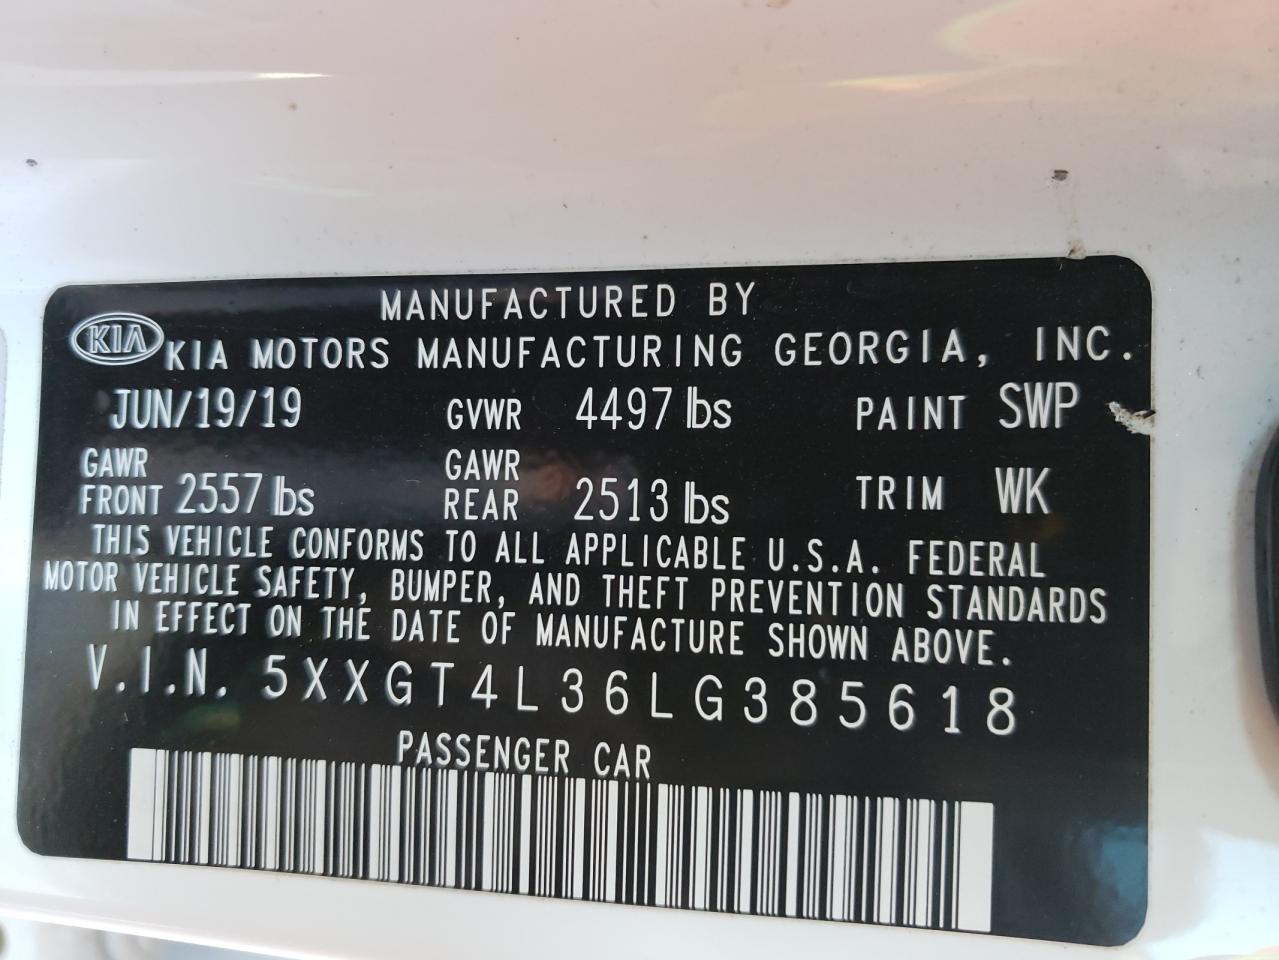 MANUFACTURED BY
KIA KIA MOTORS MANUFACTURING GEORGIA, INC.
JUN/19/19 GVWR 4497 lbs PAINT SWP
GAWR FRONT 2557 lbs GAWR REAR 2513 lbs TRIM WK
THIS VEHICLE CONFORMS TO ALL APPLICABLE U.S.A. FEDERAL
MOTOR VEHICLE SAFETY, BUMPER, AND THEFT PREVENTION STANDARDS
IN EFFECT ON THE DATE OF MANUFACTURE SHOWN ABOVE.
V.I.N. 5XXGT4L36LG385618
PASSENGER CAR